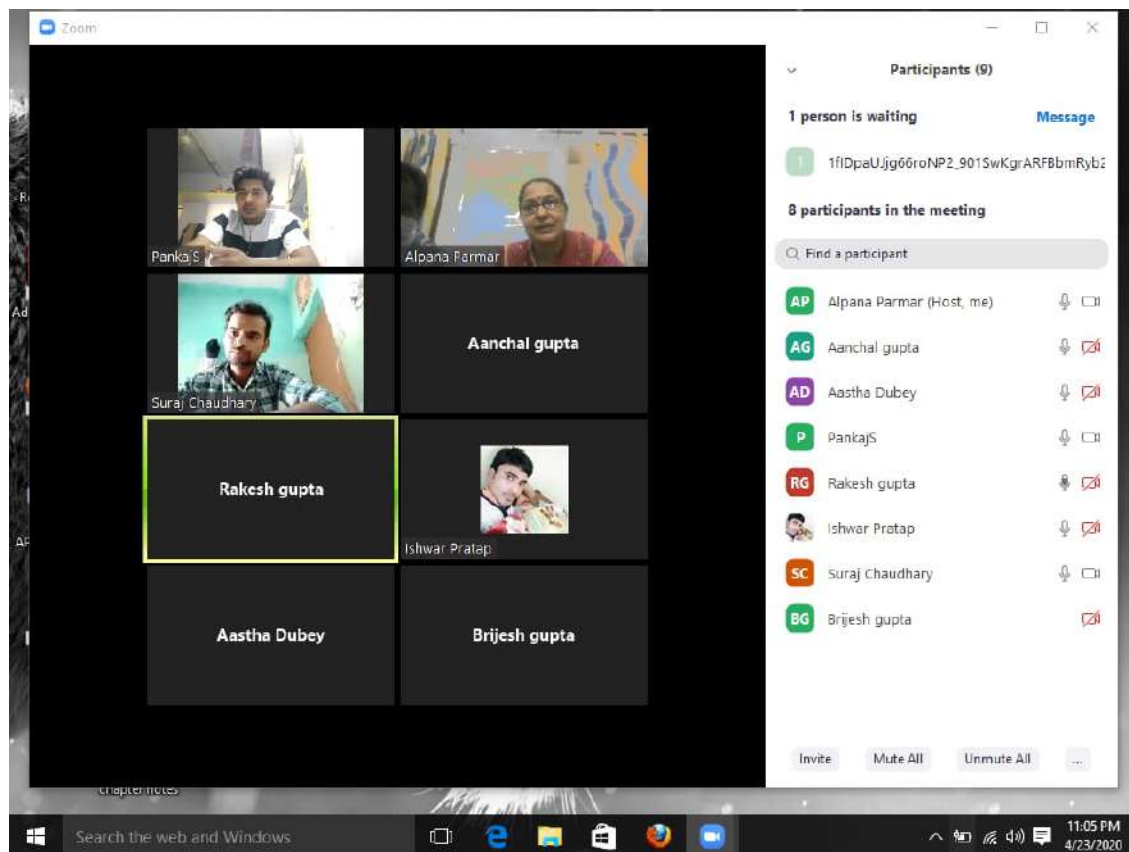 Zoom
Participants (9)
1 person is waiting
Message
1
8 participants in the meeting
Find a participant
AP Alpana Parmar (Host, me)
AG Aanchal gupta
AD Aastha Dubey
P PankajS
RG Rakesh gupta
Ishwar Pratap
SC Suraj Chaudhary
BG Brijesh gupta
Invite
Mute All
Unmute All
...
PankajS
Alpana Parmar
Suraj Chaudhary
Aanchal gupta
Rakesh gupta
Ishwar Pratap
Aastha Dubey
Brijesh gupta
chapter notes
Search the web and Windows
11:05 PM
4/23/2020